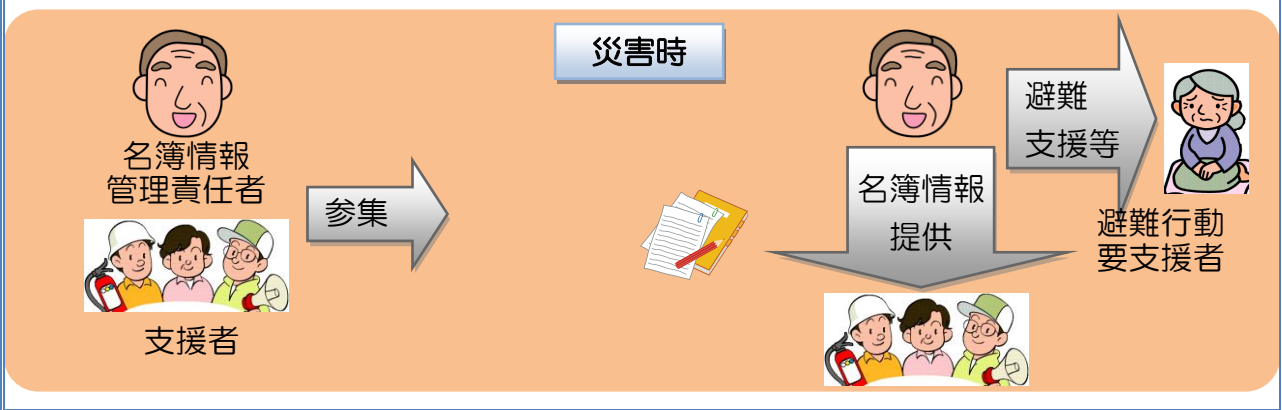 災害時
名簿情報
管理責任者
支援者
参集
名簿情報
提供
避難
支援等
避難行動
要支援者